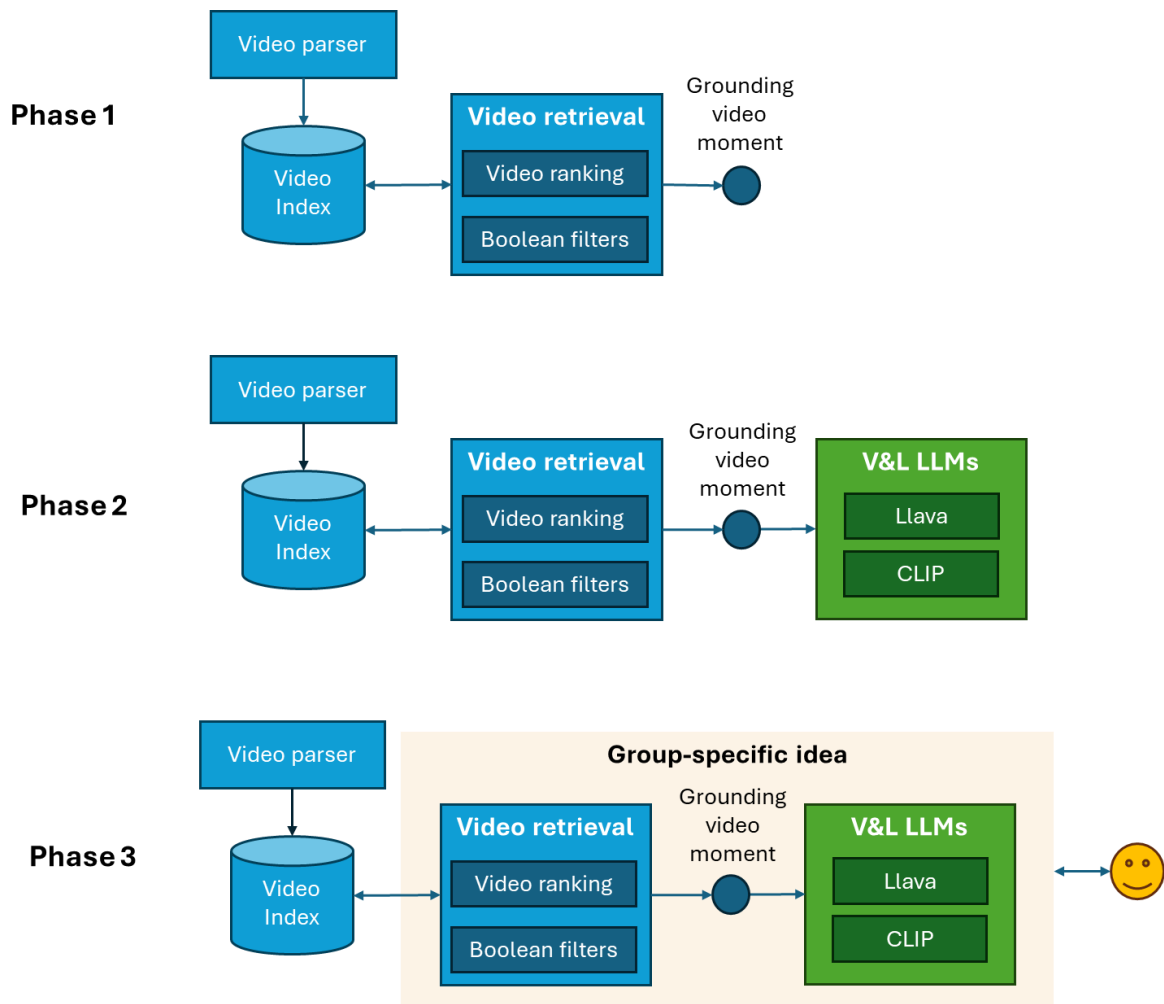 Video parser
Phase 1
Video
Index
Video retrieval
Video ranking
Boolean filters
Grounding
video
moment
Video parser
Phase 2
Video
Index
Video retrieval
Video ranking
Boolean filters
Grounding
video
moment
V&L LLMs
Llava
CLIP
Video parser
Group-specific idea
Phase 3
Video
Index
Video retrieval
Video ranking
Boolean filters
Grounding
video
moment
V&L LLMs
Llava
CLIP